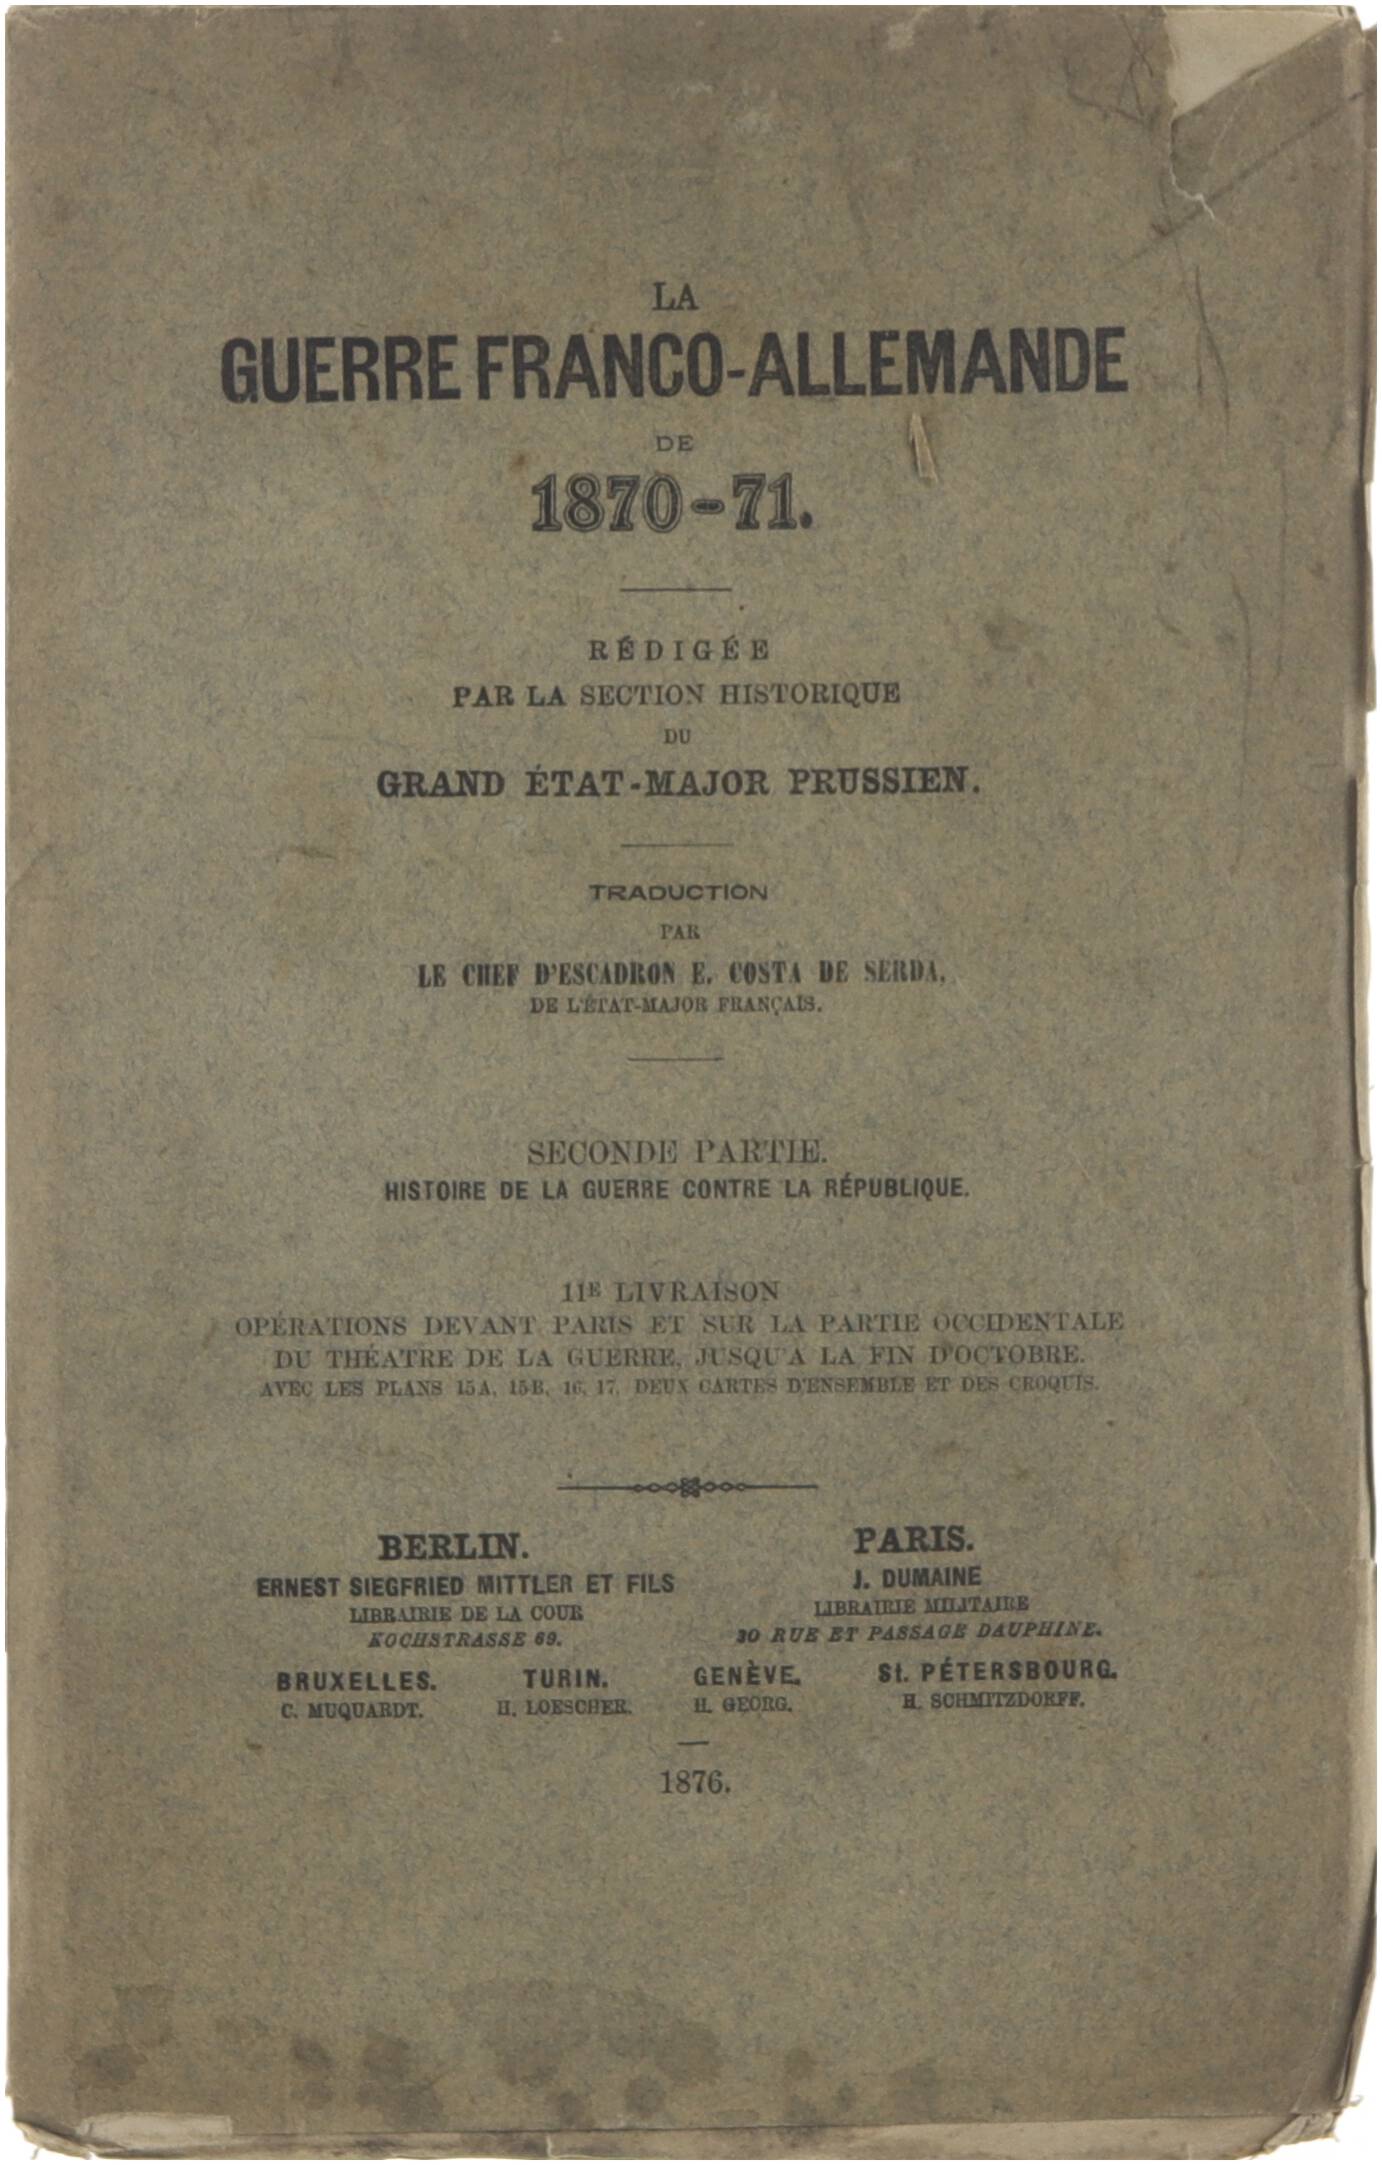 LA
GUERRE FRANCO-ALLEMANDE
DE
1870-71.
RÉDIGÉE
PAR LA SECTION HISTORIQUE
DU
GRAND ÉTAT-MAJOR PRUSSIEN.
TRADUCTION
PAR
LE CHEF D'ESCADRON E. COSTA DE SERDA,
DE L'ÉTAT-MAJOR FRANÇAIS.
SECONDE PARTIE.
HISTOIRE DE LA GUERRE CONTRE LA RÉPUBLIQUE.
11E LIVRAISON
OPÉRATIONS DEVANT PARIS ET SUR LA PARTIE OCCIDENTALE
DU THÉATRE DE LA GUERRE, JUSQU'A LA FIN D'OCTOBRE.
AVEC LES PLANS 15A, 15B, 16, 17, DEUX CARTES D'ENSEMBLE ET DES CROQUIS.
BERLIN.
ERNEST SIEGFRIED MITTLER ET FILS
LIBRAIRIE DE LA COUR
KOCHSTRASSE 69.
PARIS.
J. DUMAINE
LIBRAIRIE MILITAIRE
30 RUE ET PASSAGE DAUPHINE.
BRUXELLES. TURIN. GENÈVE. St. PÉTERSBOURG.
C. MUQUARDT. H. LOESCHER. H. GEORG. H. SCHMITZDORFF.
1876.